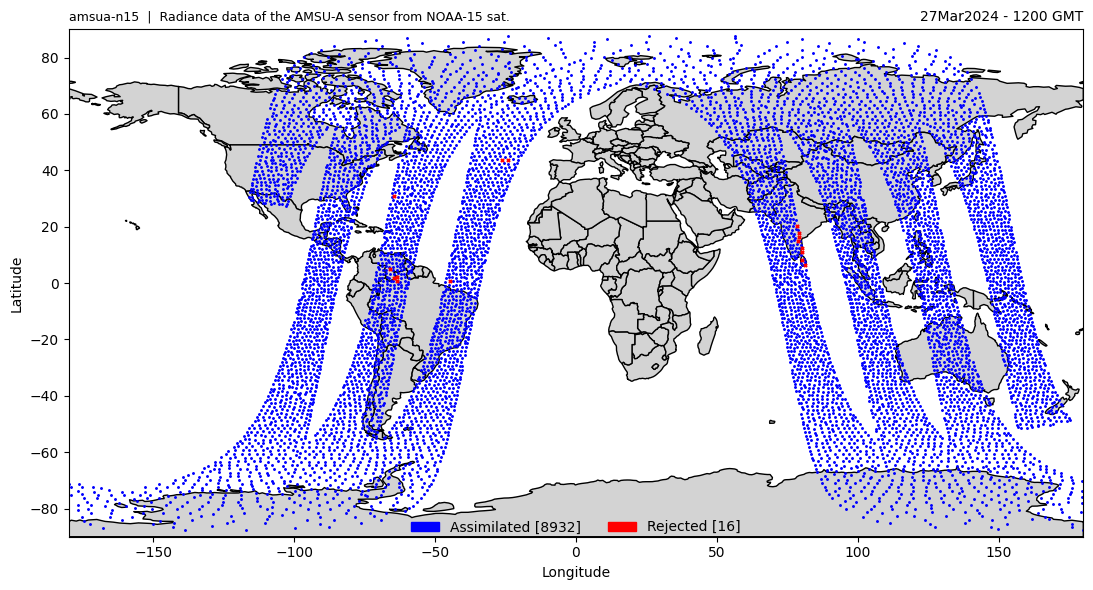 amsua-n15 | Radiance data of the AMSU-A sensor from NOAA-15 sat.
27Mar2024 - 1200 GMT
80
60
40
20
0
−20
−40
−60
−80
Latitude
Assimilated [8932]
Rejected [16]
−150 −100 −50 0 50 100 150
Longitude